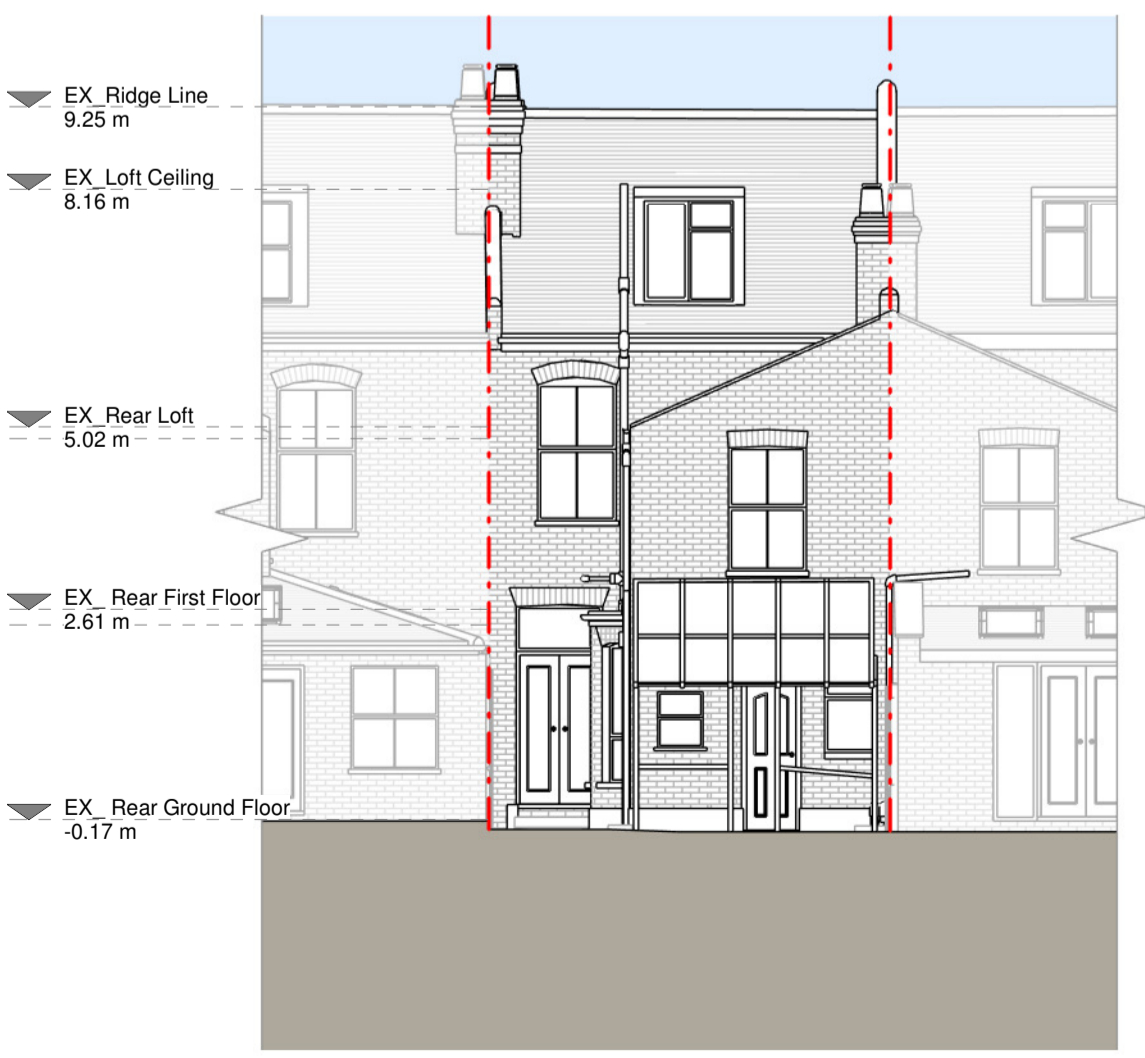 EX_Ridge Line
9.25 m
EX_Loft Ceiling
8.16 m
EX_Rear Loft
5.02 m
EX_ Rear First Floor
2.61 m
EX_ Rear Ground Floor
-0.17 m